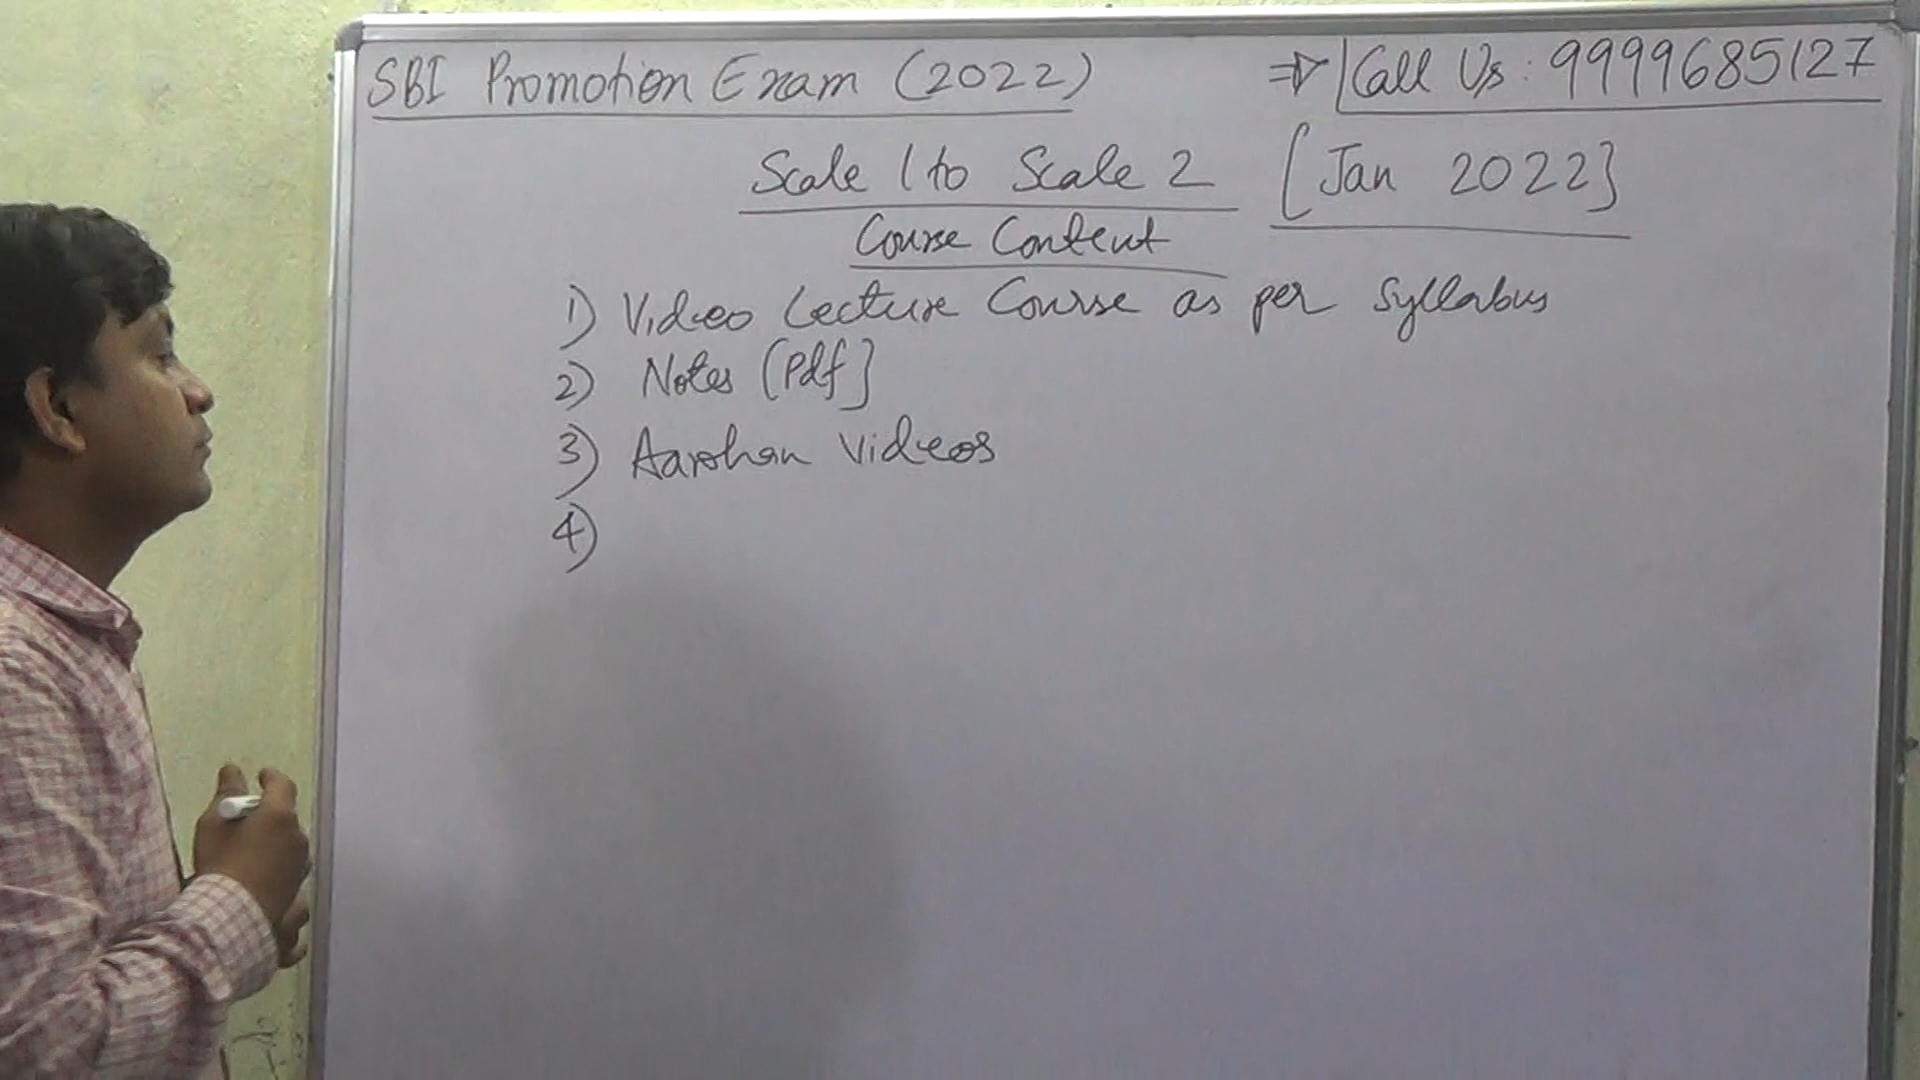 SBI Promotion Exam (2022) ⇒ Call Us : 9999685127
Scale 1 to Scale 2 [Jan 2022]
Course Content
1) Video Lecture Course as per Syllabus
2) Notes (Pdf]
3) Aarohan Videos
4)